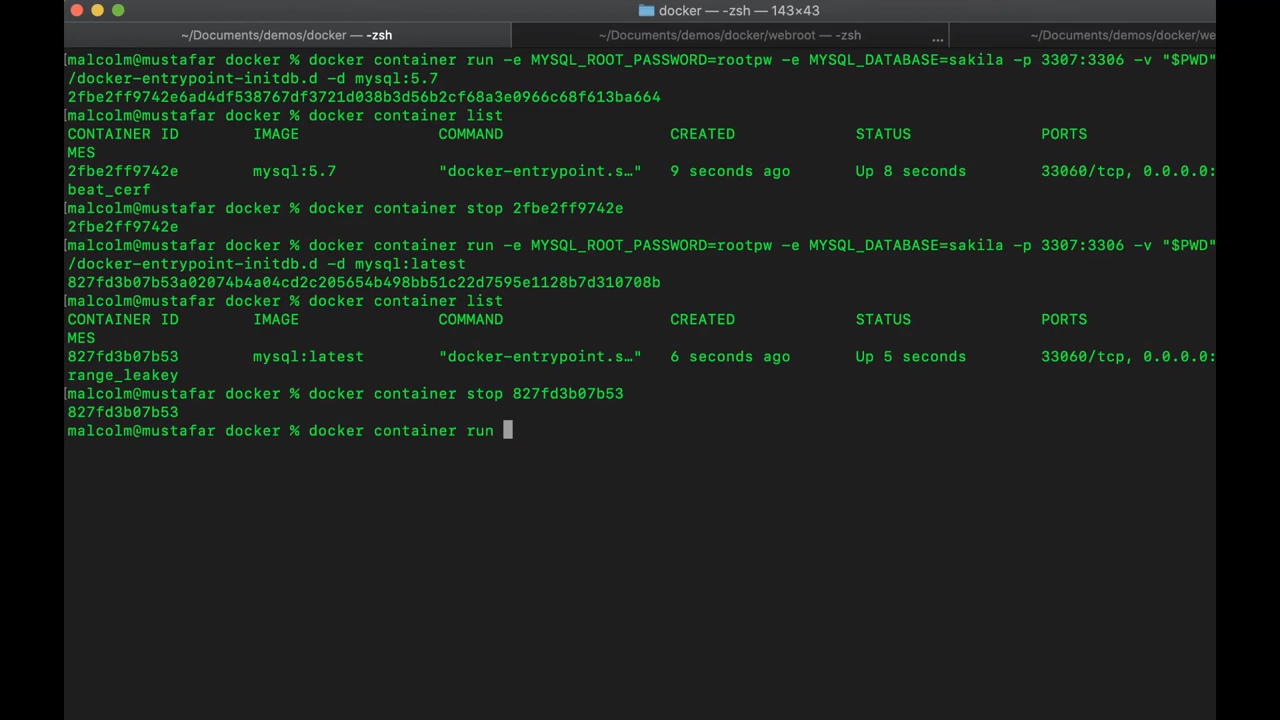 docker — -zsh — 143×43
~/Documents/demos/docker — -zsh
~/Documents/demos/docker/webroot — -zsh
...
~/Documents/demos/docker/we
malcolm@mustafar docker % docker container run -e MYSQL_ROOT_PASSWORD=rootpw -e MYSQL_DATABASE=sakila -p 3307:3306 -v "$PWD"
/docker-entrypoint-initdb.d -d mysql:5.7
2fbe2ff9742e6ad4df538767df3721d038b3d56b2cf68a3e0966c68f613ba664
malcolm@mustafar docker % docker container list
CONTAINER ID IMAGE COMMAND CREATED STATUS PORTS
MES
2fbe2ff9742e mysql:5.7 "docker-entrypoint.s…" 9 seconds ago Up 8 seconds 33060/tcp, 0.0.0.0:
beat_cerf
malcolm@mustafar docker % docker container stop 2fbe2ff9742e
2fbe2ff9742e
malcolm@mustafar docker % docker container run -e MYSQL_ROOT_PASSWORD=rootpw -e MYSQL_DATABASE=sakila -p 3307:3306 -v "$PWD"
/docker-entrypoint-initdb.d -d mysql:latest
827fd3b07b53a02074b4a04cd2c205654b498bb51c22d7595e1128b7d310708b
malcolm@mustafar docker % docker container list
CONTAINER ID IMAGE COMMAND CREATED STATUS PORTS
MES
827fd3b07b53 mysql:latest "docker-entrypoint.s…" 6 seconds ago Up 5 seconds 33060/tcp, 0.0.0.0:
range_leakey
malcolm@mustafar docker % docker container stop 827fd3b07b53
827fd3b07b53
malcolm@mustafar docker % docker container run